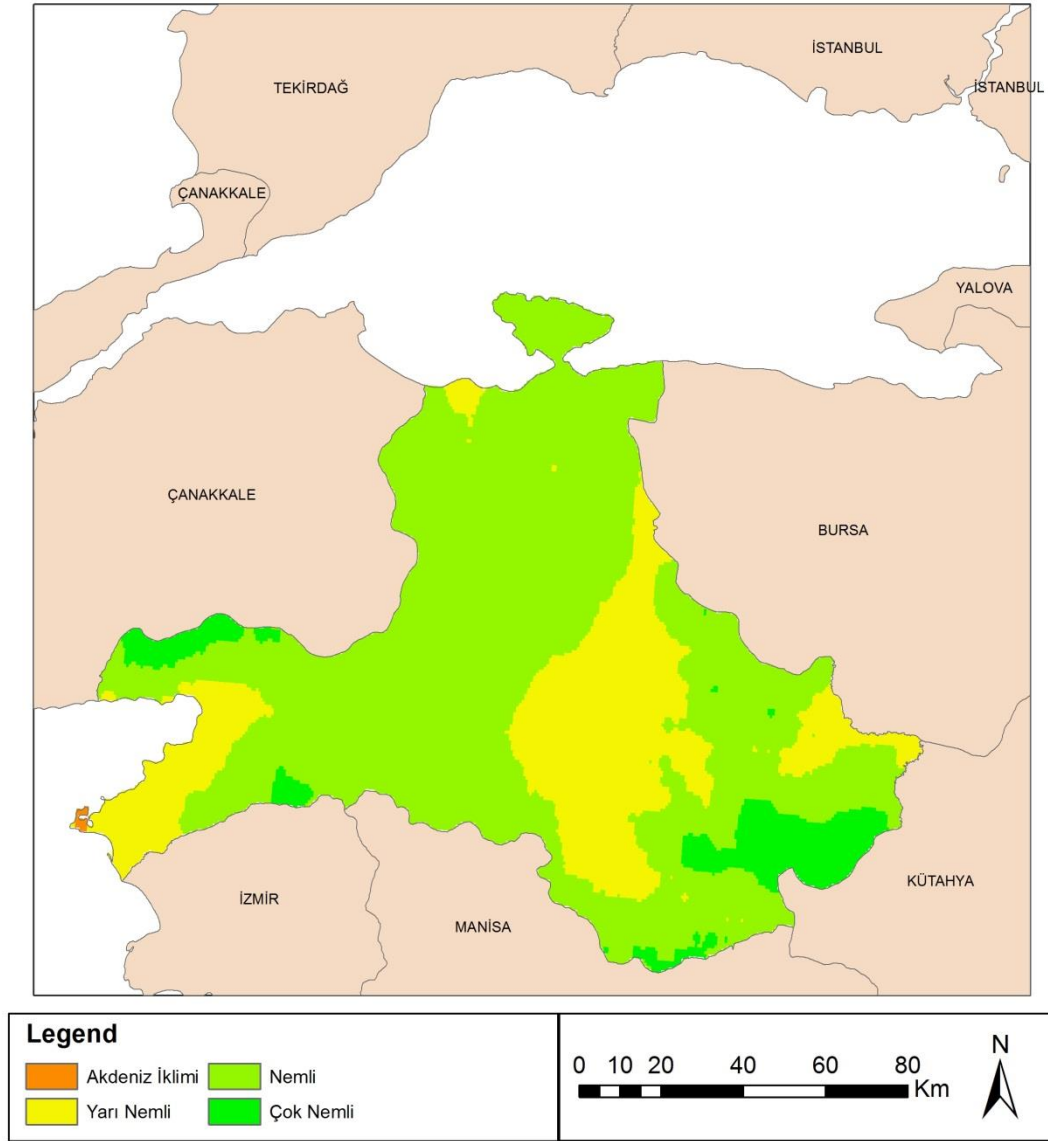 İSTANBUL
TEKİRDAĞ
İSTANBUL
ÇANAKKALE
YALOVA
ÇANAKKALE
BURSA
KÜTAHYA
İZMİR
MANİSA
Legend
Akdeniz İklimi
Nemli
Yarı Nemli
Çok Nemli
0 10 20 40 60 80
Km
N